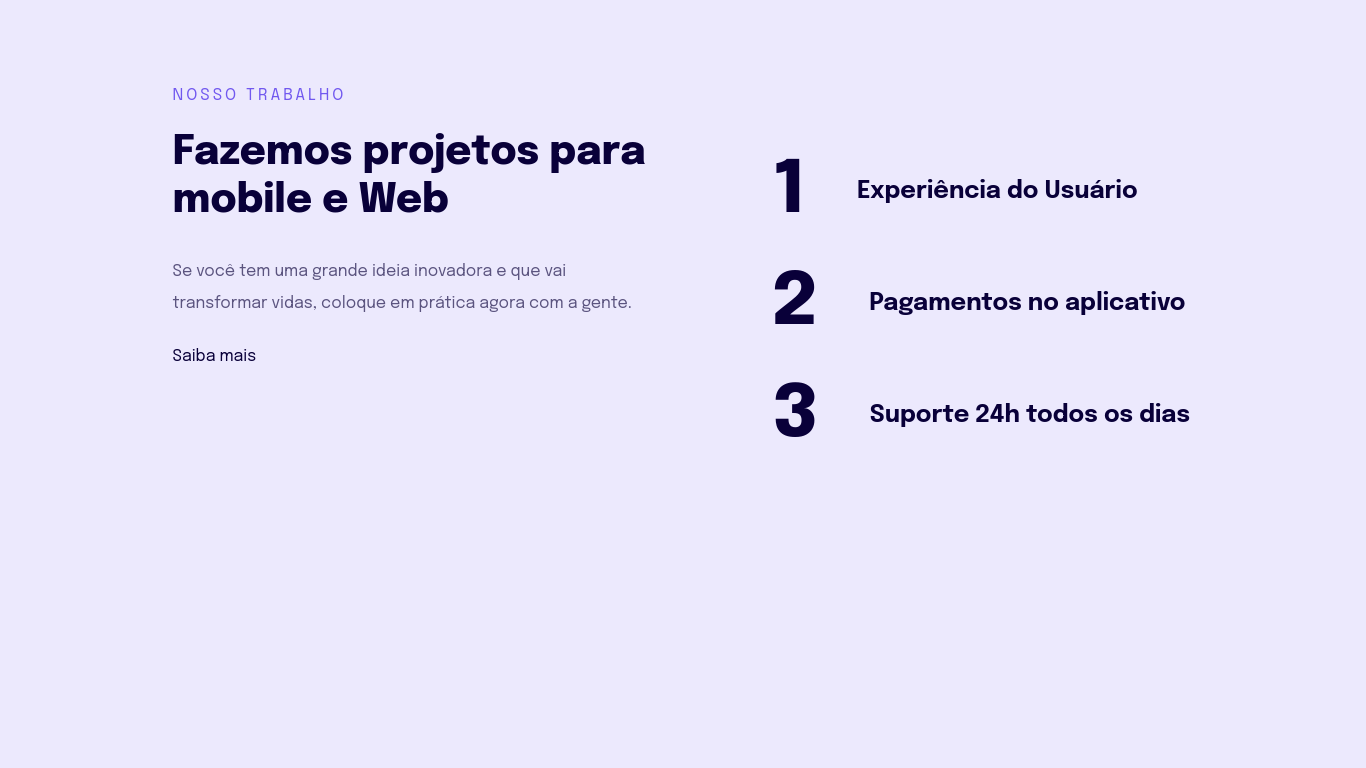 NOSSO TRABALHO
Fazemos projetos para
mobile e Web
Se você tem uma grande ideia inovadora e que vai
transformar vidas, coloque em prática agora com a gente.
Saiba mais
1 Experiência do Usuário
2 Pagamentos no aplicativo
3 Suporte 24h todos os dias